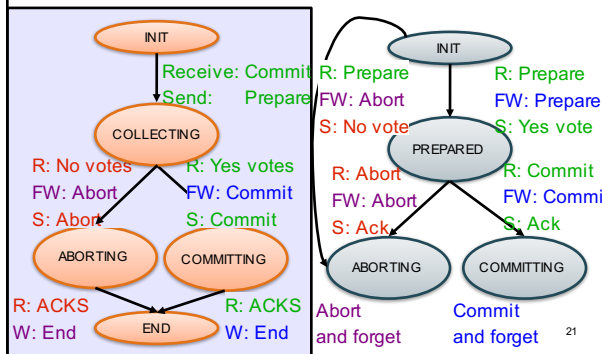 INIT
Receive: Commit
Send: Prepare
COLLECTING
R: No votes
FW: Abort
S: Abort
R: Yes votes
FW: Commit
S: Commit
ABORTING
COMMITTING
R: ACKS
W: End
R: ACKS
W: End
END
INIT
R: Prepare
FW: Abort
S: No vote
R: Prepare
FW: Prepare
S: Yes vote
PREPARED
R: Abort
FW: Abort
S: Ack
R: Commit
FW: Commi
S: Ack
ABORTING
COMMITTING
Abort
and forget
Commit
and forget
21